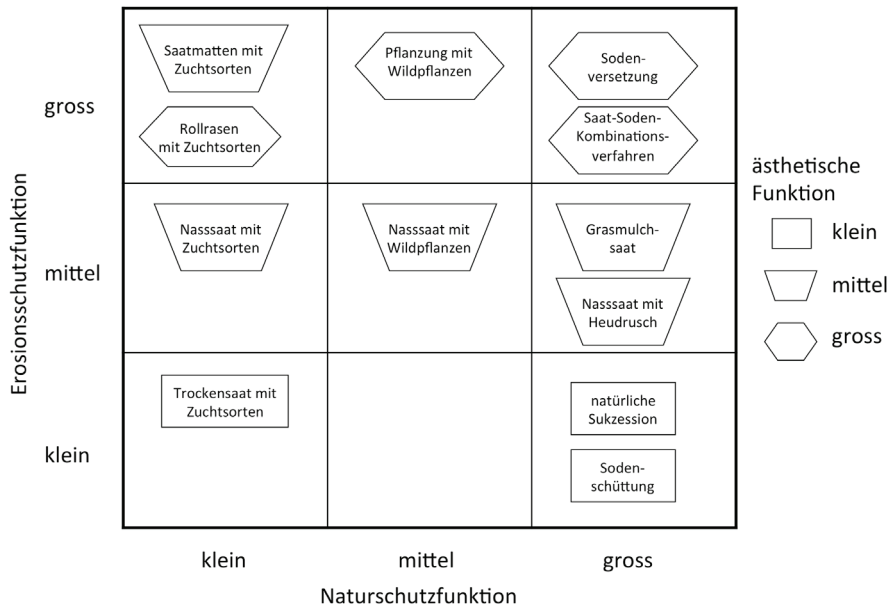 Saatmatten mit
Zuchtsorten
Pflanzung mit
Wildpflanzen
Soden-
versetzung
gross
Rollrasen
mit Zuchtsorten
Saat-Soden-
Kombinations-
verfahren
ästhetische
Funktion
klein
mittel
gross
Erosionsschutzfunktion
Nasssaat mit
Zuchtsorten
Nasssaat mit
Wildpflanzen
Grasmulch-
saat
mittel
Nasssaat mit
Heudrusch
Trockensaat mit
Zuchtsorten
natürliche
Sukzession
klein
Soden-
schüttung
klein
mittel
gross
Naturschutzfunktion